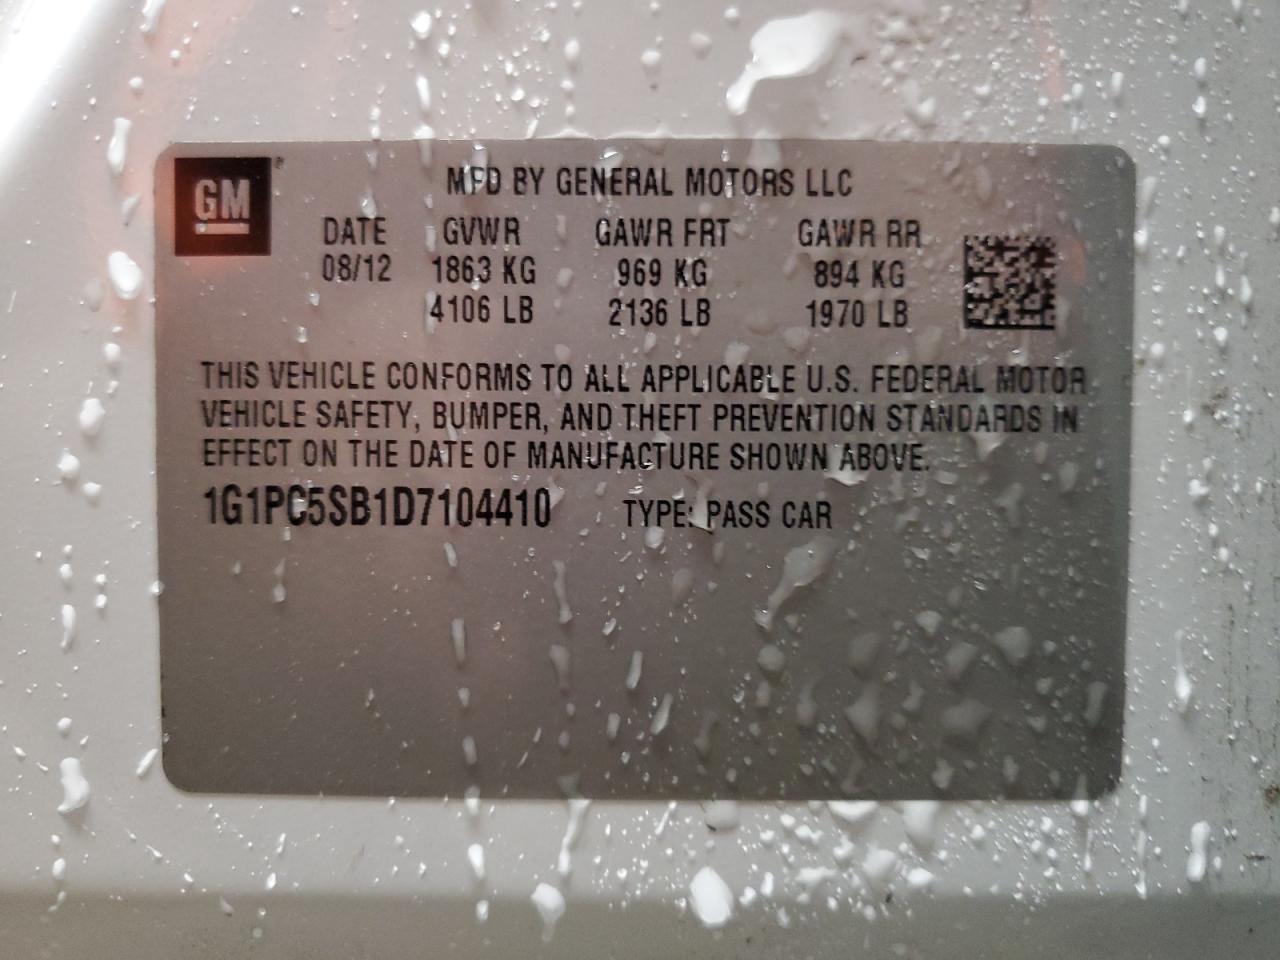 GM
MFD BY GENERAL MOTORS LLC
DATE GVWR GAWR FRT GAWR RR
08/12 1863 KG 969 KG 894 KG
4106 LB 2136 LB 1970 LB
THIS VEHICLE CONFORMS TO ALL APPLICABLE U.S. FEDERAL MOTOR
VEHICLE SAFETY, BUMPER, AND THEFT PREVENTION STANDARDS IN
EFFECT ON THE DATE OF MANUFACTURE SHOWN ABOVE.
1G1PC5SB1D7104410 TYPE: PASS CAR